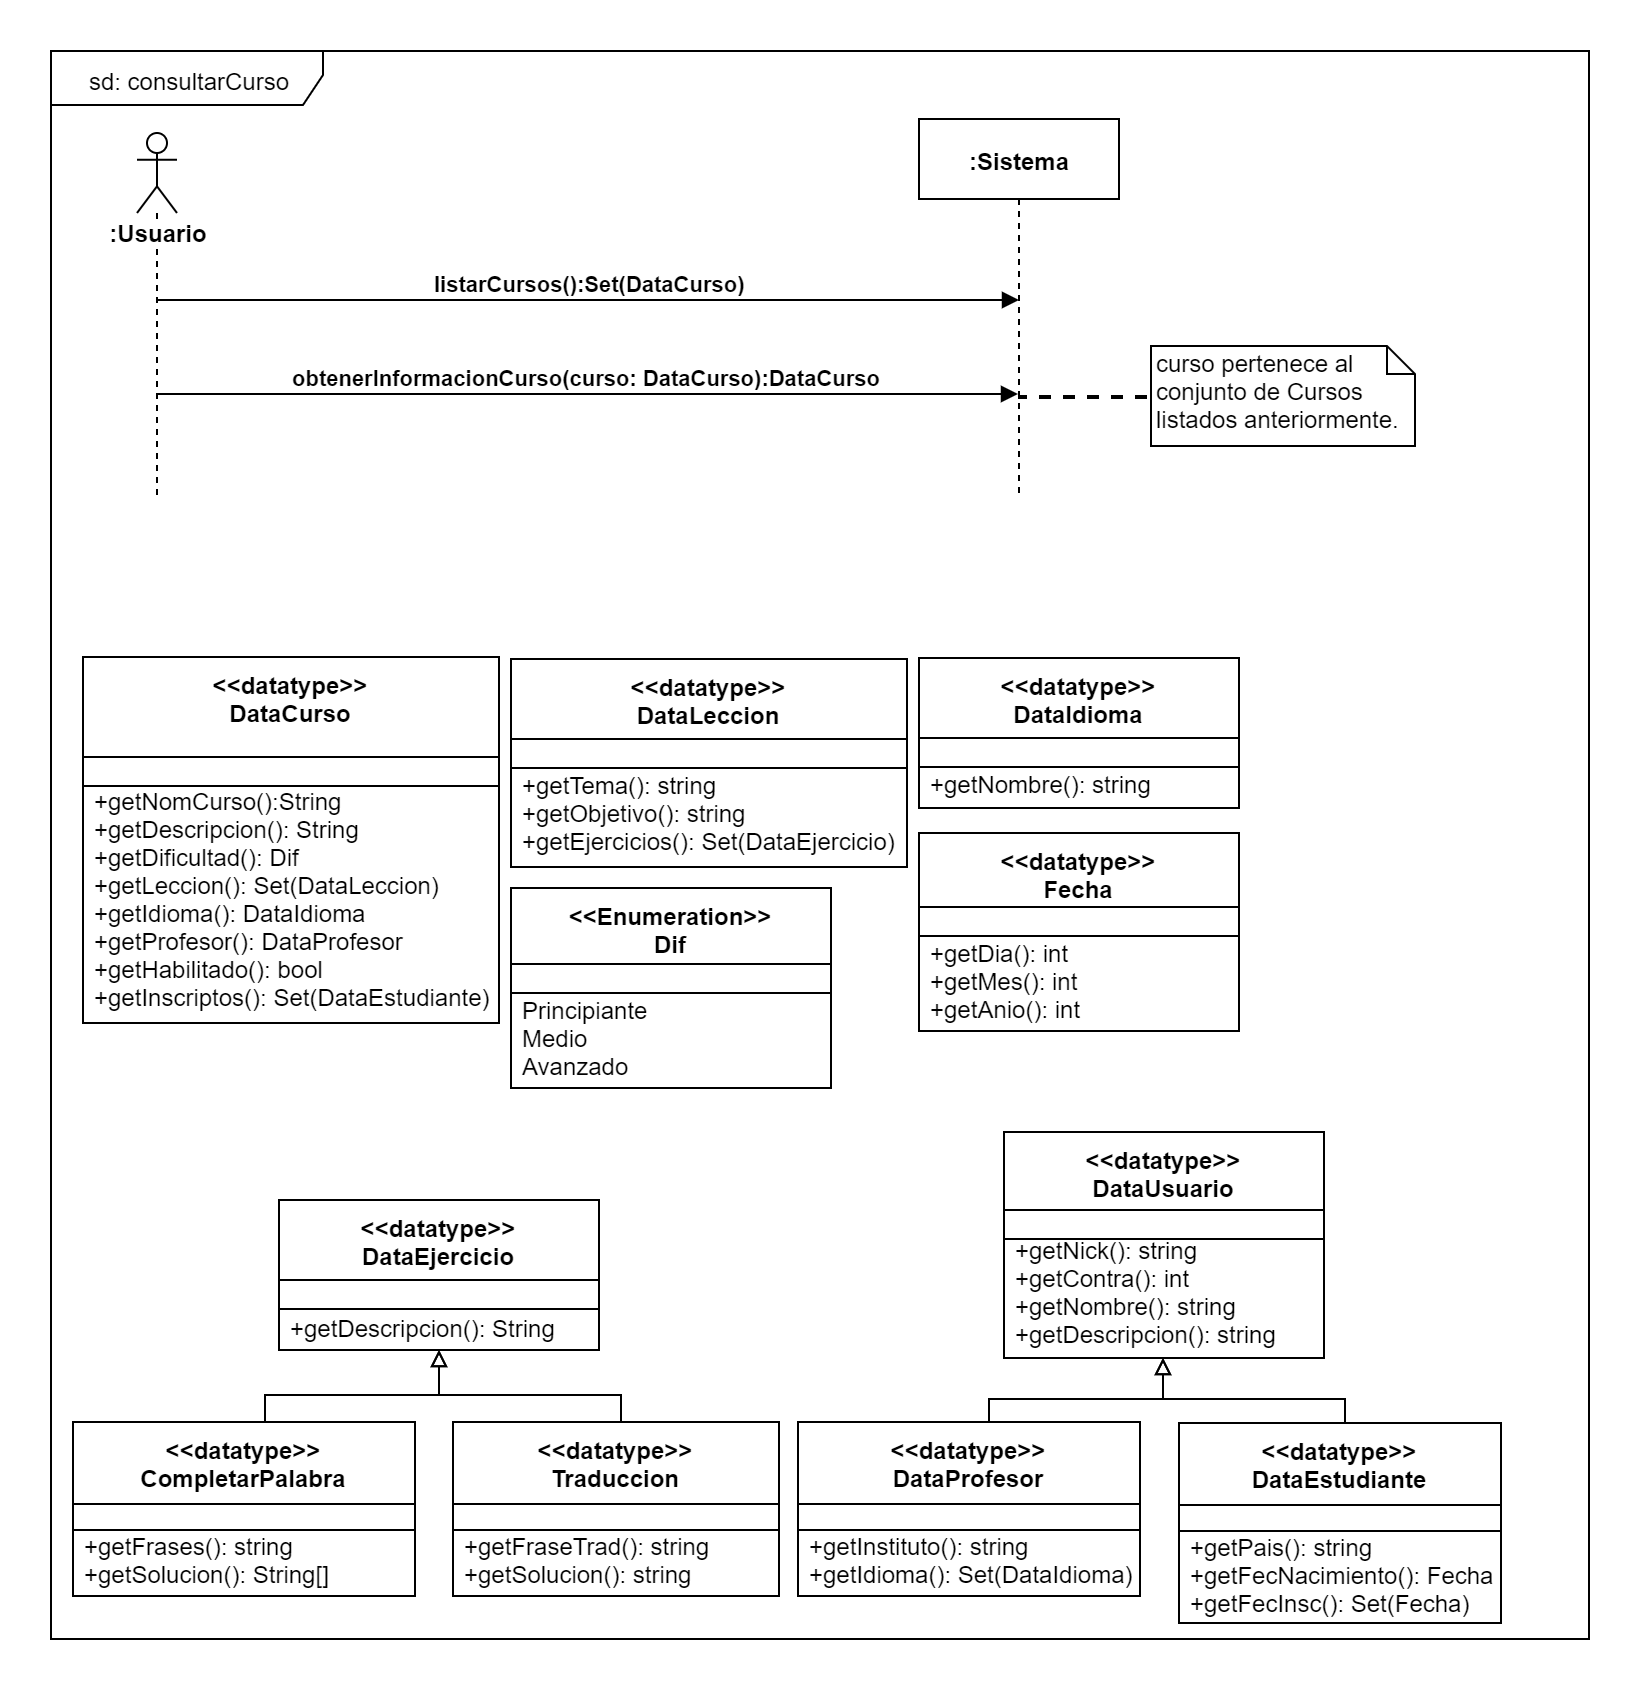 sd: consultarCurso
:Usuario
:Sistema
listarCursos():Set(DataCurso)
obtenerInformacionCurso(curso: DataCurso):DataCurso
curso pertenece al
conjunto de Cursos
listados anteriormente.
<<datatype>>
DataCurso
+getNomCurso():String
+getDescripcion(): String
+getDificultad(): Dif
+getLeccion(): Set(DataLeccion)
+getIdioma(): DataIdioma
+getProfesor(): DataProfesor
+getHabilitado(): bool
+getInscriptos(): Set(DataEstudiante)
<<datatype>>
DataLeccion
+getTema(): string
+getObjetivo(): string
+getEjercicios(): Set(DataEjercicio)
<<datatype>>
DataIdioma
+getNombre(): string
<<Enumeration>>
Dif
Principiante
Medio
Avanzado
<<datatype>>
Fecha
+getDia(): int
+getMes(): int
+getAnio(): int
<<datatype>>
DataEjercicio
+getDescripcion(): String
<<datatype>>
DataUsuario
+getNick(): string
+getContra(): int
+getNombre(): string
+getDescripcion(): string
<<datatype>>
CompletarPalabra
+getFrases(): string
+getSolucion(): String[]
<<datatype>>
Traduccion
+getFraseTrad(): string
+getSolucion(): string
<<datatype>>
DataProfesor
+getInstituto(): string
+getIdioma(): Set(DataIdioma)
<<datatype>>
DataEstudiante
+getPais(): string
+getFecNacimiento(): Fecha
+getFecInsc(): Set(Fecha)